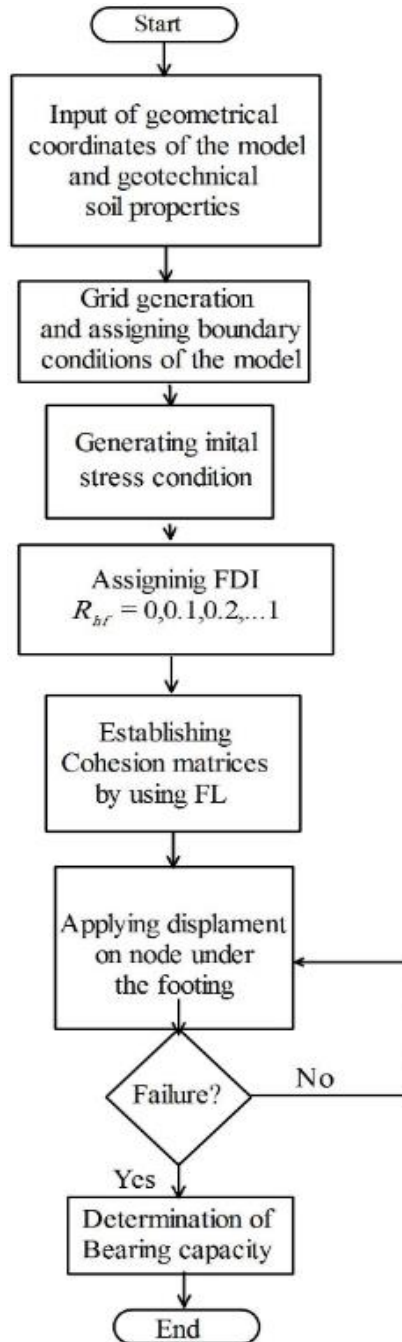 Start
Input of geometrical
coordinates of the model
and geotechnical
soil properties
Grid generation
and assigning boundary
conditions of the model
Generating inital
stress condition
Assigninig FDI
R_hf = 0,0.1,0.2,...1
Establishing
Cohesion matrices
by using FL
Applying displament
on node under
the footing
Failure?
No
Yes
Determination of
Bearing capacity
End